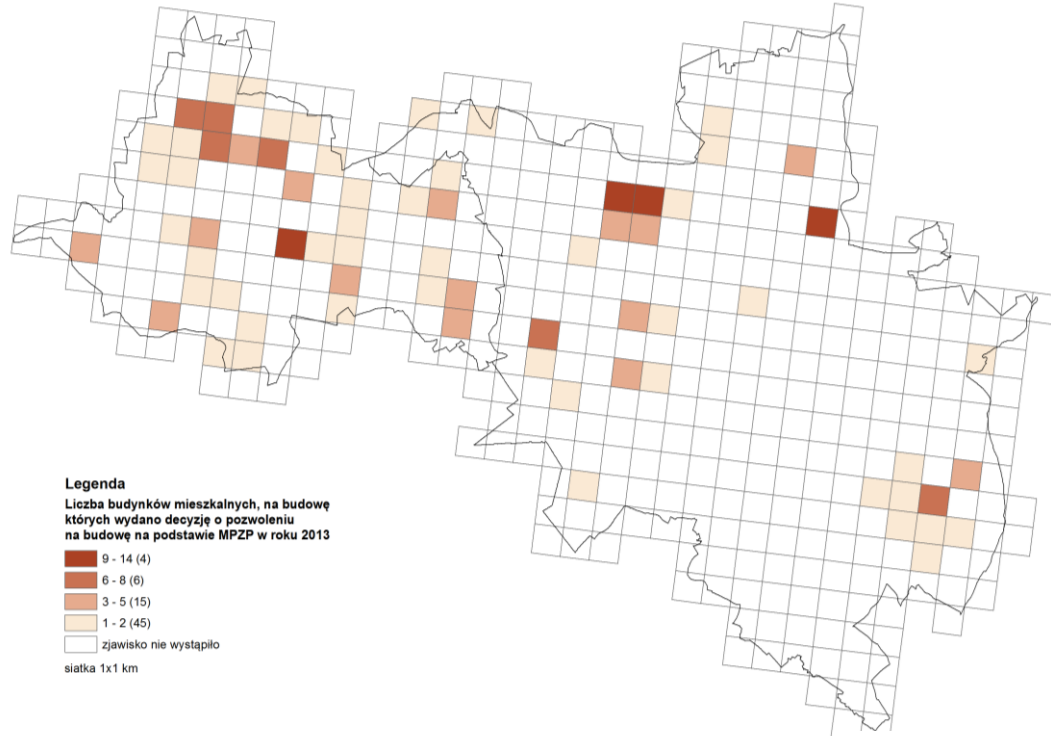 Legenda
Liczba budynków mieszkalnych, na budowę
których wydano decyzję o pozwoleniu
na budowę na podstawie MPZP w roku 2013
9 - 14 (4)
6 - 8 (6)
3 - 5 (15)
1 - 2 (45)
zjawisko nie wystąpiło
siatka 1x1 km